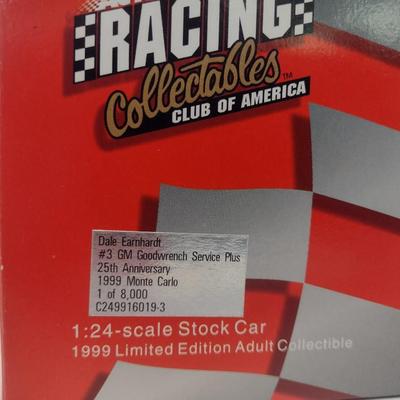 RACING
Collectables™
CLUB OF AMERICA
Dale Earnhardt
#3 GM Goodwrench Service Plus
25th Anniversary
1999 Monte Carlo
1 of 8,000
C249916019-3
1:24-scale Stock Car
1999 Limited Edition Adult Collectible